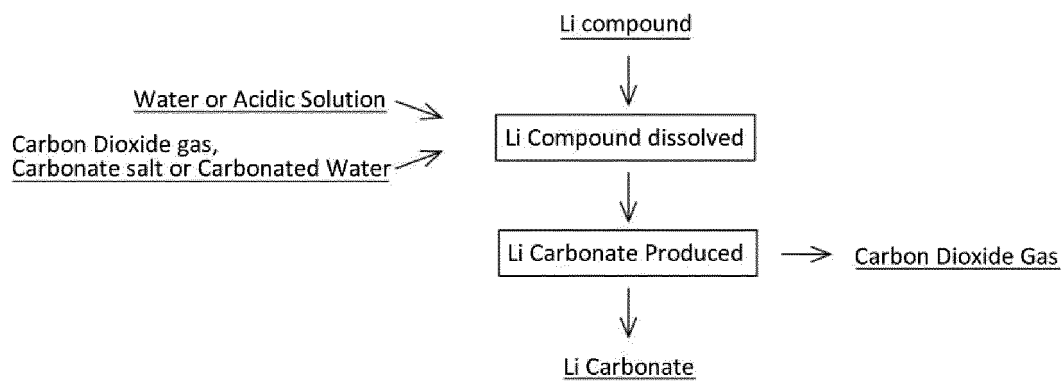 Li compound
Water or Acidic Solution
Carbon Dioxide gas,
Carbonate salt or Carbonated Water
Li Compound dissolved
Li Carbonate Produced
Carbon Dioxide Gas
Li Carbonate